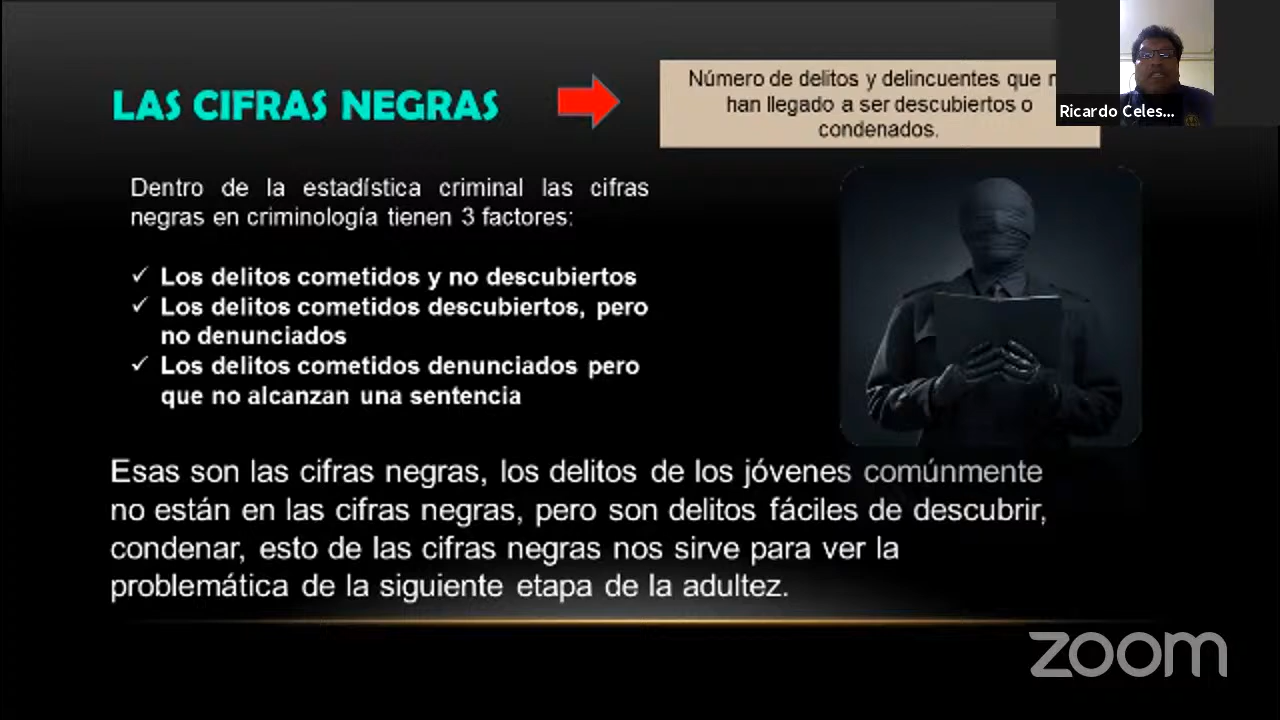 LAS CIFRAS NEGRAS
Número de delitos y delincuentes que
han llegado a ser descubiertos o
condenados.
Ricardo Celes...
Dentro de la estadística criminal las cifras
negras en criminología tienen 3 factores:
✓ Los delitos cometidos y no descubiertos
✓ Los delitos cometidos descubiertos, pero
no denunciados
✓ Los delitos cometidos denunciados pero
que no alcanzan una sentencia
Esas son las cifras negras, los delitos de los jóvenes comúnmente
no están en las cifras negras, pero son delitos fáciles de descubrir,
condenar, esto de las cifras negras nos sirve para ver la
problemática de la siguiente etapa de la adultez.
zoom